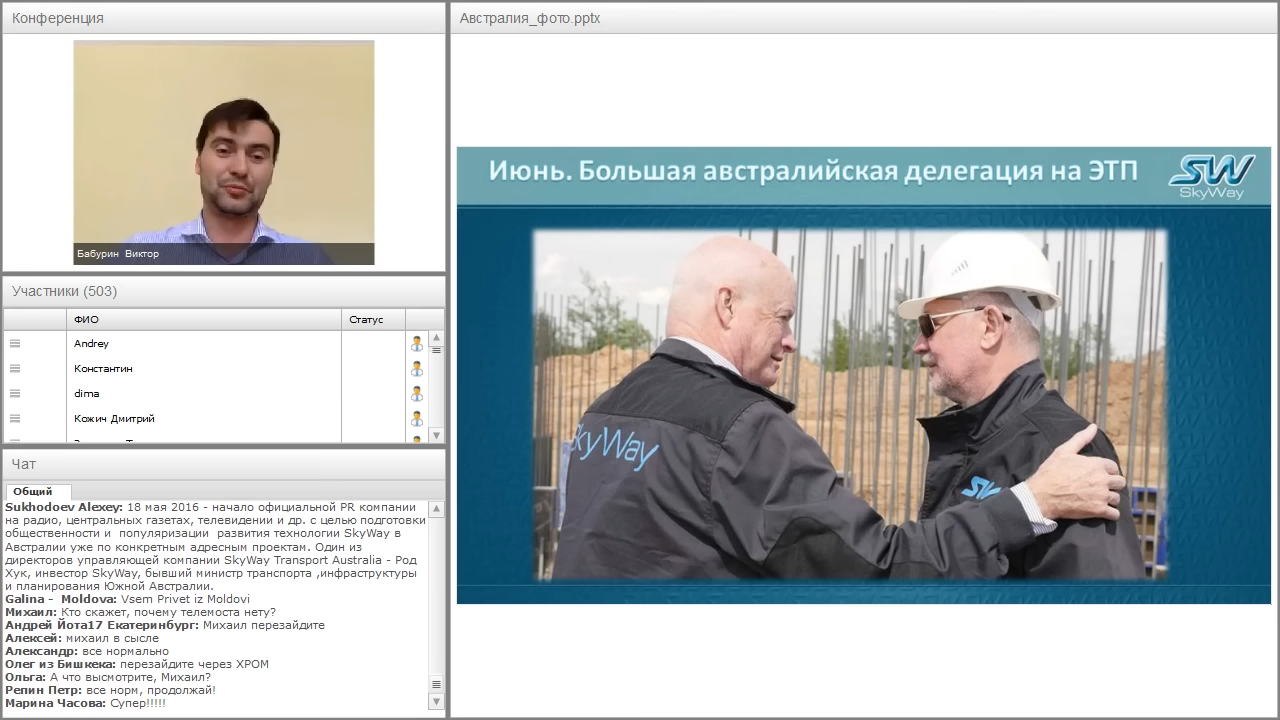 Конференция
Бабурин Виктор
Участники (503)
ФИО Статус
Andrey
Константин
dima
Кожич Дмитрий
Чат
Общий
Sukhodoev Alexey: 18 мая 2016 - начало официальной PR компании
на радио, центральных газетах, телевидении и др. с целью подготовки
общественности и популяризации развития технологии SkyWay в
Австралии уже по конкретным адресным проектам. Один из
директоров управляющей компании SkyWay Transport Australia - Род
Хук, инвестор SkyWay, бывший министр транспорта ,инфраструктуры
и планирования Южной Австралии.
Galina - Moldova: Vsem Privet iz Moldovi
Михаил: Кто скажет, почему телемоста нету?
Андрей Йота17 Екатеринбург: Михаил перезайдите
Алексей: михаил в сысле
Александр: все нормально
Олег из Бишкека: перезайдите через ХРОМ
Ольга: А что высмотрите, Михаил?
Репин Петр: все норм, продолжай!
Марина Часова: Супер!!!!!
Австралия_фото.pptx
Июнь. Большая австралийская делегация на ЭТП
SW
SkyWay
SkyWay
SW